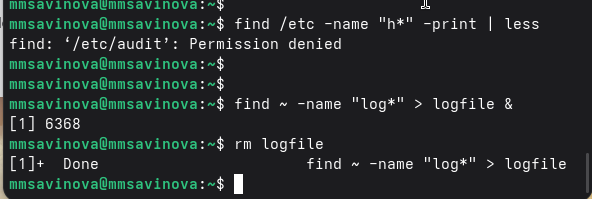 mmsavinova@mmsavinova:~$
mmsavinova@mmsavinova:~$ find /etc -name "h*" -print | less
find: ‘/etc/audit’: Permission denied
mmsavinova@mmsavinova:~$
mmsavinova@mmsavinova:~$
mmsavinova@mmsavinova:~$ find ~ -name "log*" > logfile &
[1] 6368
mmsavinova@mmsavinova:~$ rm logfile
[1]+  Done                    find ~ -name "log*" > logfile
mmsavinova@mmsavinova:~$